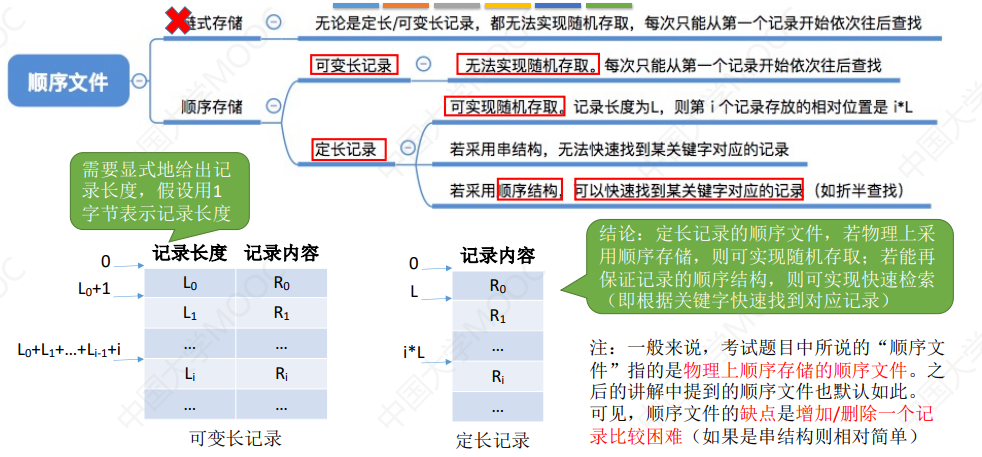 链式存储
无论是定长/可变长记录，都无法实现随机存取，每次只能从第一个记录开始依次往后查找
顺序文件
可变长记录
无法实现随机存取。每次只能从第一个记录开始依次往后查找
顺序存储
可实现随机存取。记录长度为L，则第 i 个记录存放的相对位置是 i*L
定长记录
若采用串结构，无法快速找到某关键字对应的记录
若采用顺序结构，可以快速找到某关键字对应的记录（如折半查找）
需要显式地给出记
录长度，假设用1
字节表示记录长度
记录长度 记录内容
0
L0 R0
L0+1
L1 R1
... ...
L0+L1+...+Li-1+i
Li Ri
... ...
可变长记录
记录内容
0
R0
L
R1
...
i*L
Ri
...
定长记录
结论：定长记录的顺序文件，若物理上采
用顺序存储，则可实现随机存取；若能再
保证记录的顺序结构，则可实现快速检索
（即根据关键字快速找到对应记录）
注：一般来说，考试题目中所说的“顺序文
件”指的是物理上顺序存储的顺序文件。之
后的讲解中提到的顺序文件也默认如此。
可见，顺序文件的缺点是增加/删除一个记
录比较困难（如果是串结构则相对简单）
中国大学MOOC